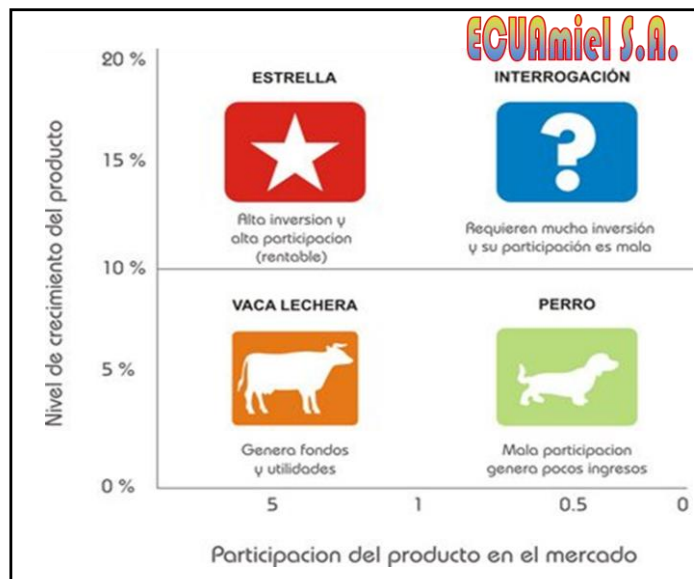 ECUAmiel S.A.
20 %
ESTRELLA
INTERROGACIÓN
Nivel de crecimiento del producto
15 %
?
Alta inversion y
alta participacion
(rentable)
Requieren mucha inversión
y su participación es mala
10 %
VACA LECHERA
PERRO
5 %
Genera fondos
y utilidades
Mala participacion
genera pocos ingresos
0 %
5 1 0.5 0
Participacion del producto en el mercado